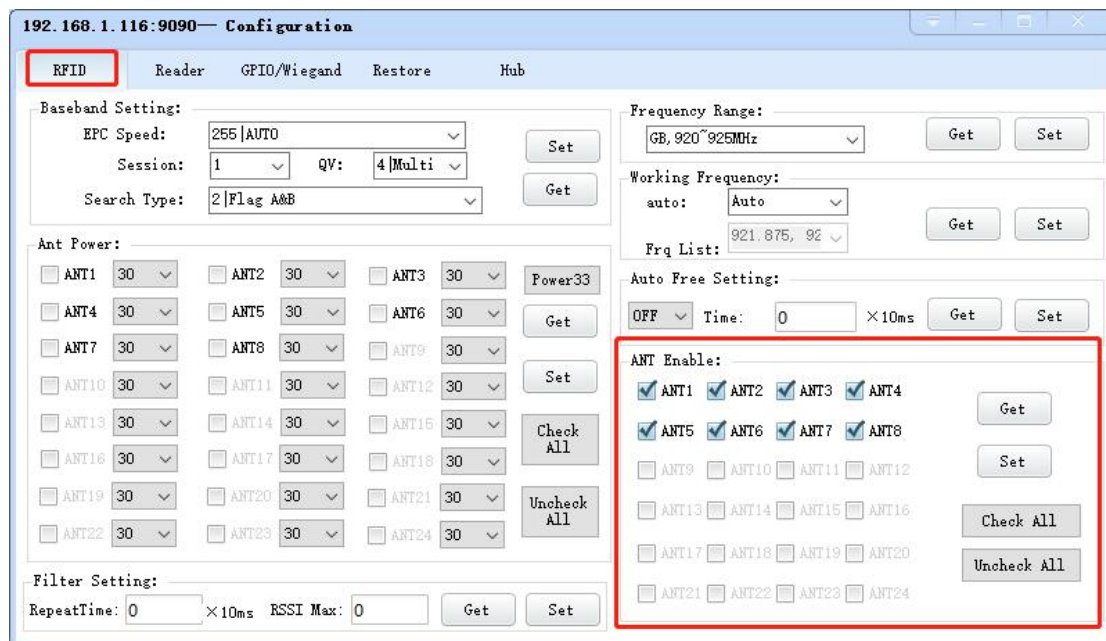 192.168.1.116:9090— Configuration
RFID Reader GPIO/Wiegand Restore Hub
Baseband Setting:
EPC Speed: 255|AUTO
Session: 1 QV: 4|Multi
Search Type: 2|Flag A&B
Set
Get
Ant Power:
ANT1 30 ANT2 30 ANT3 30 Power33
ANT4 30 ANT5 30 ANT6 30 Get
ANT7 30 ANT8 30 ANT9 30
ANT10 30 ANT11 30 ANT12 30 Set
ANT13 30 ANT14 30 ANT15 30 Check All
ANT16 30 ANT17 30 ANT18 30
ANT19 30 ANT20 30 ANT21 30 Uncheck All
ANT22 30 ANT23 30 ANT24 30
Filter Setting:
RepeatTime: 0 ×10ms RSSI Max: 0 Get Set
Frequency Range:
GB,920~925MHz Get Set
Working Frequency:
auto: Auto
Frq List: 921.875, 92 Get Set
Auto Free Setting:
OFF Time: 0 ×10ms Get Set
ANT Enable:
ANT1 ANT2 ANT3 ANT4
ANT5 ANT6 ANT7 ANT8
ANT9 ANT10 ANT11 ANT12
ANT13 ANT14 ANT15 ANT16
ANT17 ANT18 ANT19 ANT20
ANT21 ANT22 ANT23 ANT24
Get
Set
Check All
Uncheck All